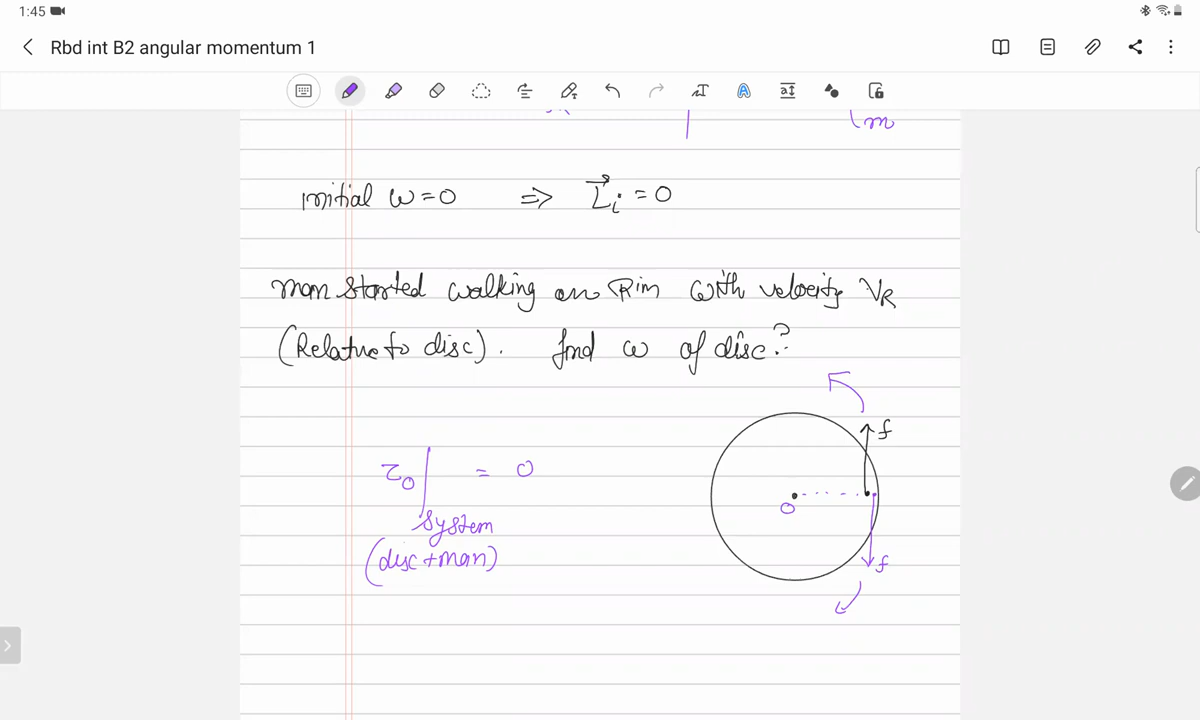 1:45
Rbd int B2 angular momentum 1
m
initial ω = 0 ⇒ L⃗i = 0
man started walking on Rim with velocity VR
(Relative to disc). find ω of disc?
f
τ0 | = 0
system
(disc + man)
O
f